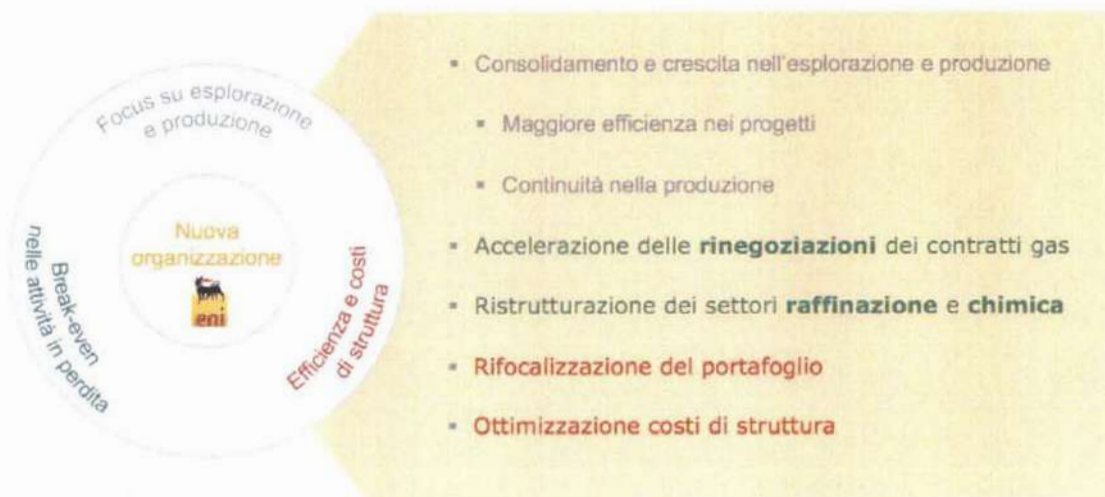 Focus su esplorazione
e produzione
Nuova
organizzazione
eni
Break-even
nelle attività in perdita
Efficienza e costi
di struttura
▪ Consolidamento e crescita nell'esplorazione e produzione
▪ Maggiore efficienza nei progetti
▪ Continuità nella produzione
▪ Accelerazione delle rinegoziazioni dei contratti gas
▪ Ristrutturazione dei settori raffinazione e chimica
▪ Rifocalizzazione del portafoglio
▪ Ottimizzazione costi di struttura